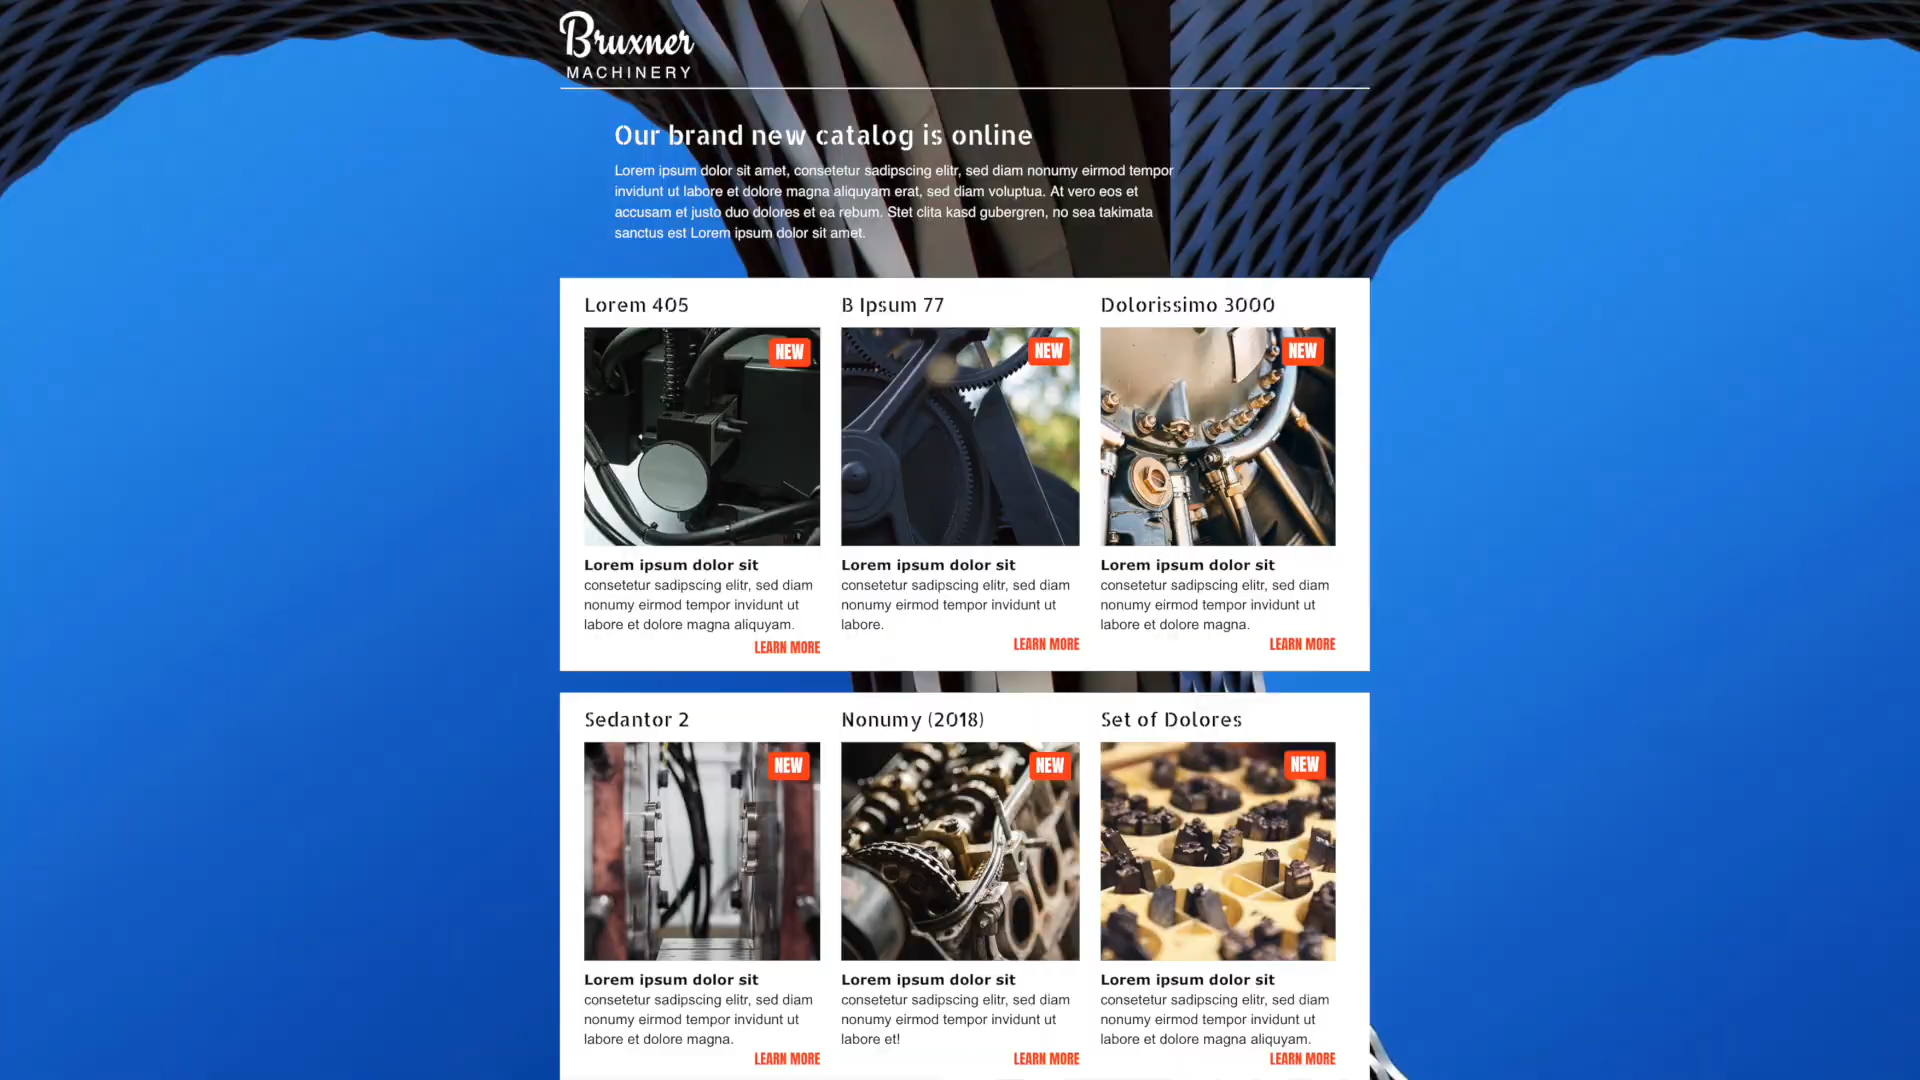 Bruxner
MACHINERY
Our brand new catalog is online
Lorem ipsum dolor sit amet, consetetur sadipscing elitr, sed diam nonumy eirmod tempor
invidunt ut labore et dolore magna aliquyam erat, sed diam voluptua. At vero eos et
accusam et justo duo dolores et ea rebum. Stet clita kasd gubergren, no sea takimata
sanctus est Lorem ipsum dolor sit amet.
Lorem 405
NEW
Lorem ipsum dolor sit
consetetur sadipscing elitr, sed diam
nonumy eirmod tempor invidunt ut
labore et dolore magna aliquyam.
LEARN MORE
B Ipsum 77
NEW
Lorem ipsum dolor sit
consetetur sadipscing elitr, sed diam
nonumy eirmod tempor invidunt ut
labore.
LEARN MORE
Dolorissimo 3000
NEW
Lorem ipsum dolor sit
consetetur sadipscing elitr, sed diam
nonumy eirmod tempor invidunt ut
labore et dolore magna.
LEARN MORE
Sedantor 2
NEW
Lorem ipsum dolor sit
consetetur sadipscing elitr, sed diam
nonumy eirmod tempor invidunt ut
labore et dolore magna.
LEARN MORE
Nonumy (2018)
NEW
Lorem ipsum dolor sit
consetetur sadipscing elitr, sed diam
nonumy eirmod tempor invidunt ut
labore et!
LEARN MORE
Set of Dolores
NEW
Lorem ipsum dolor sit
consetetur sadipscing elitr, sed diam
nonumy eirmod tempor invidunt ut
labore et dolore magna aliquyam.
LEARN MORE